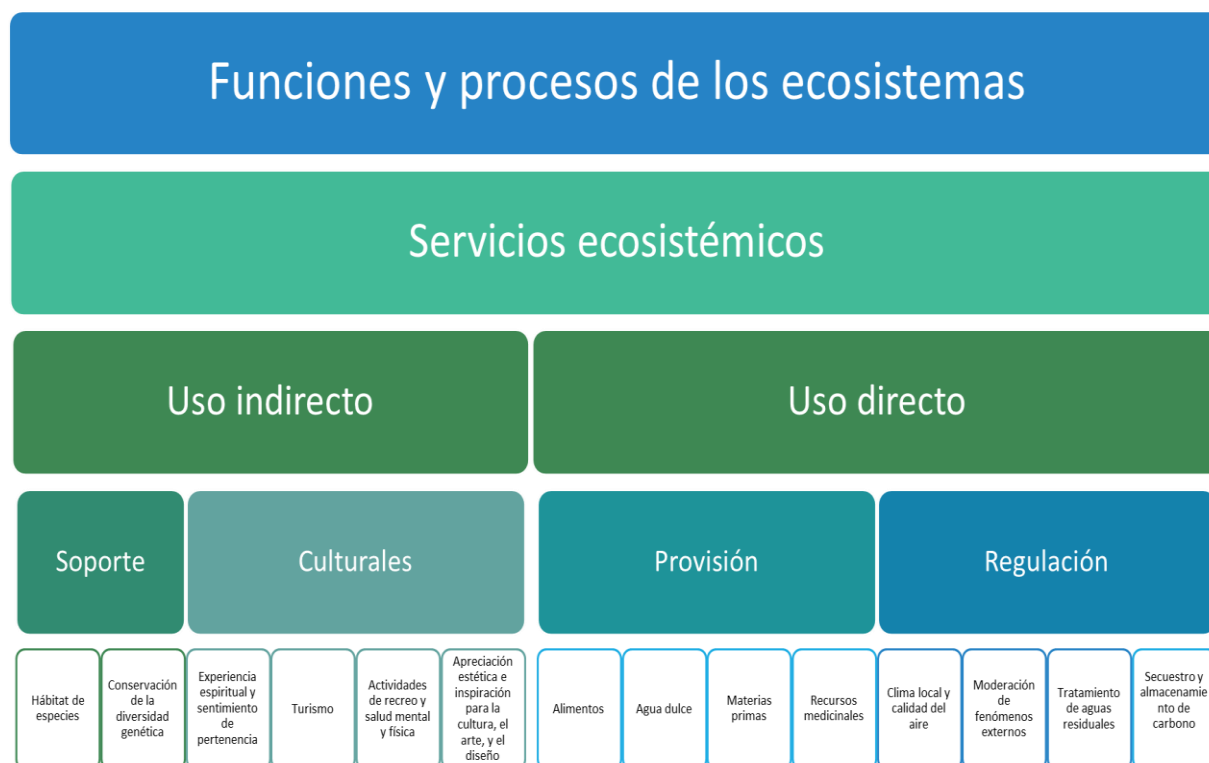 Funciones y procesos de los ecosistemas
Servicios ecosistémicos
Uso indirecto
Uso directo
Soporte
Culturales
Provisión
Regulación
Hábitat de
especies
Conservación
de la
diversidad
genética
Experiencia
espiritual y
sentimiento
de
pertenencia
Turismo
Actividades
de recreo y
salud mental
y física
Apreciación
estética e
inspiración
para la
cultura, el
arte, y el
diseño
Alimentos
Agua dulce
Materias
primas
Recursos
medicinales
Clima local y
calidad del
aire
Moderación
de
fenómenos
externos
Tratamiento
de aguas
residuales
Secuestro y
almacenamie
nto de
carbono